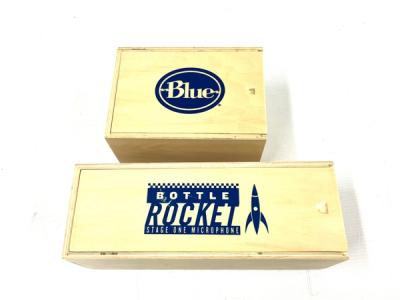 Blue
BOTTLE
ROCKET
STAGE ONE MICROPHONE